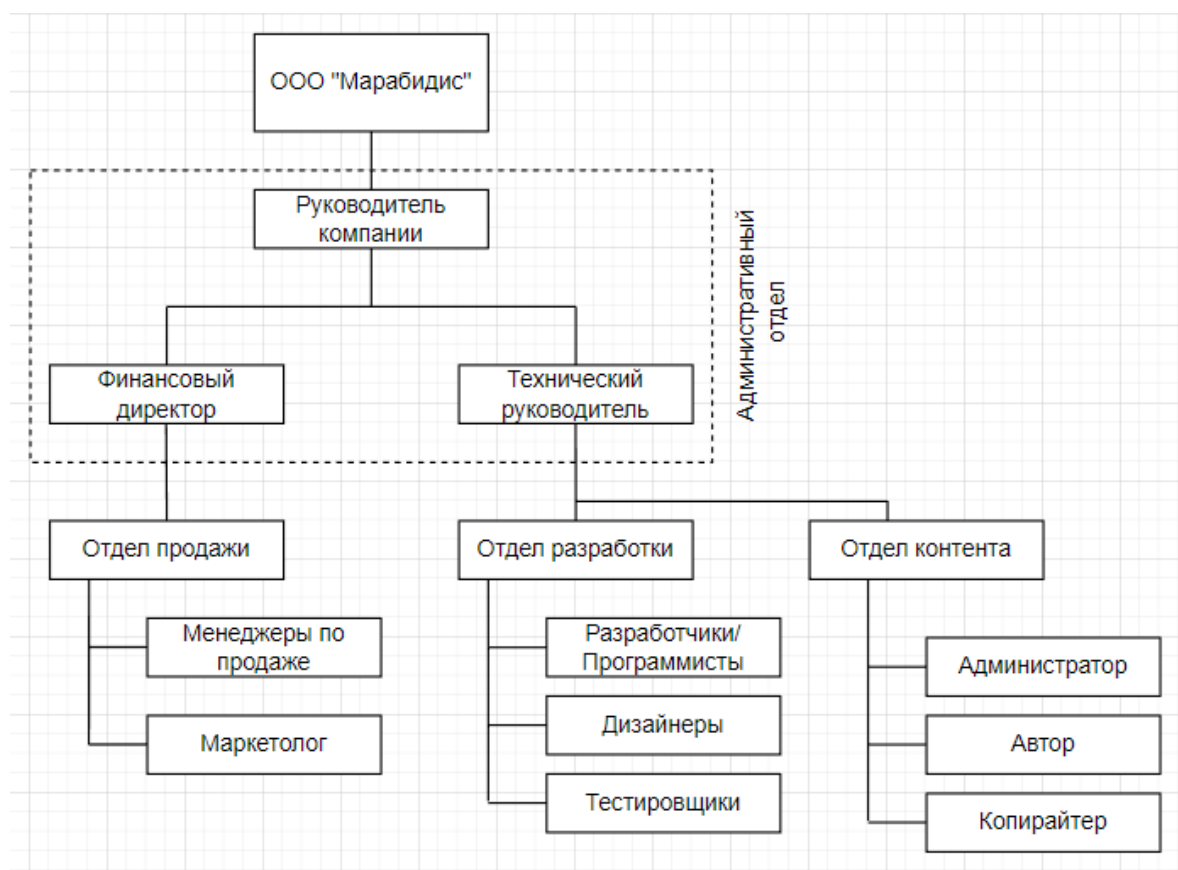 ООО "Марабидис"
Руководитель
компании
Административный
отдел
Финансовый
директор
Технический
руководитель
Отдел продажи
Отдел разработки
Отдел контента
Менеджеры по
продаже
Маркетолог
Разработчики/
Программисты
Дизайнеры
Тестировщики
Администратор
Автор
Копирайтер